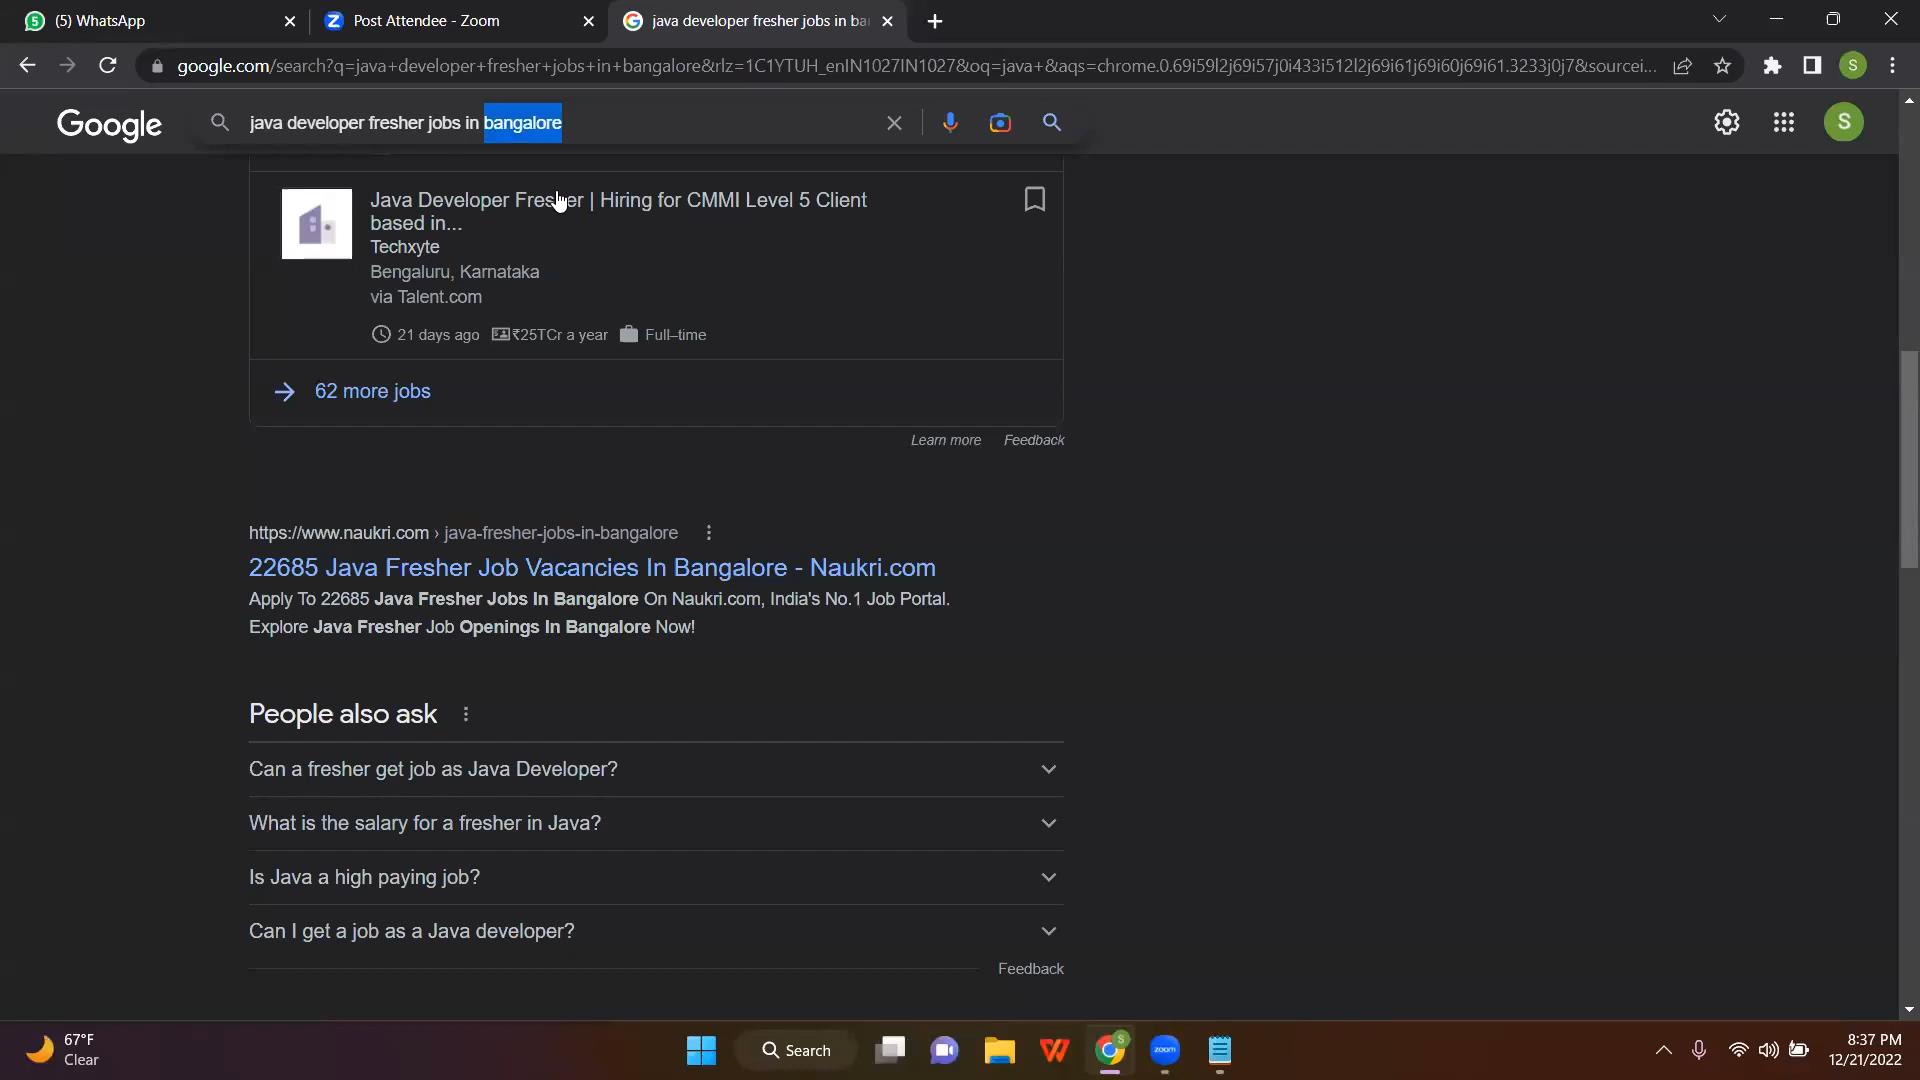 (5) WhatsApp
Post Attendee - Zoom
java developer fresher jobs in ba
google.com/search?q=java+developer+fresher+jobs+in+bangalore&rlz=1C1YTUH_enIN1027IN1027&oq=java+&aqs=chrome.0.69i59l2j69i57j0i433i512l2j69i61j69i60j69i61.3233j0j7&sourcei...
S
Google
java developer fresher jobs in bangalore
S
Java Developer Fresher | Hiring for CMMI Level 5 Client
based in...
Techxyte
Bengaluru, Karnataka
via Talent.com
21 days ago ₹25TCr a year Full-time
62 more jobs
Learn more Feedback
https://www.naukri.com › java-fresher-jobs-in-bangalore
22685 Java Fresher Job Vacancies In Bangalore - Naukri.com
Apply To 22685 Java Fresher Jobs In Bangalore On Naukri.com, India's No.1 Job Portal.
Explore Java Fresher Job Openings In Bangalore Now!
People also ask
Can a fresher get job as Java Developer?
What is the salary for a fresher in Java?
Is Java a high paying job?
Can I get a job as a Java developer?
Feedback
67°F
Clear
Search
S
zoom
8:37 PM
12/21/2022